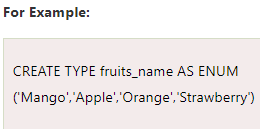 For Example:
CREATE TYPE fruits_name AS ENUM
('Mango','Apple','Orange','Strawberry')